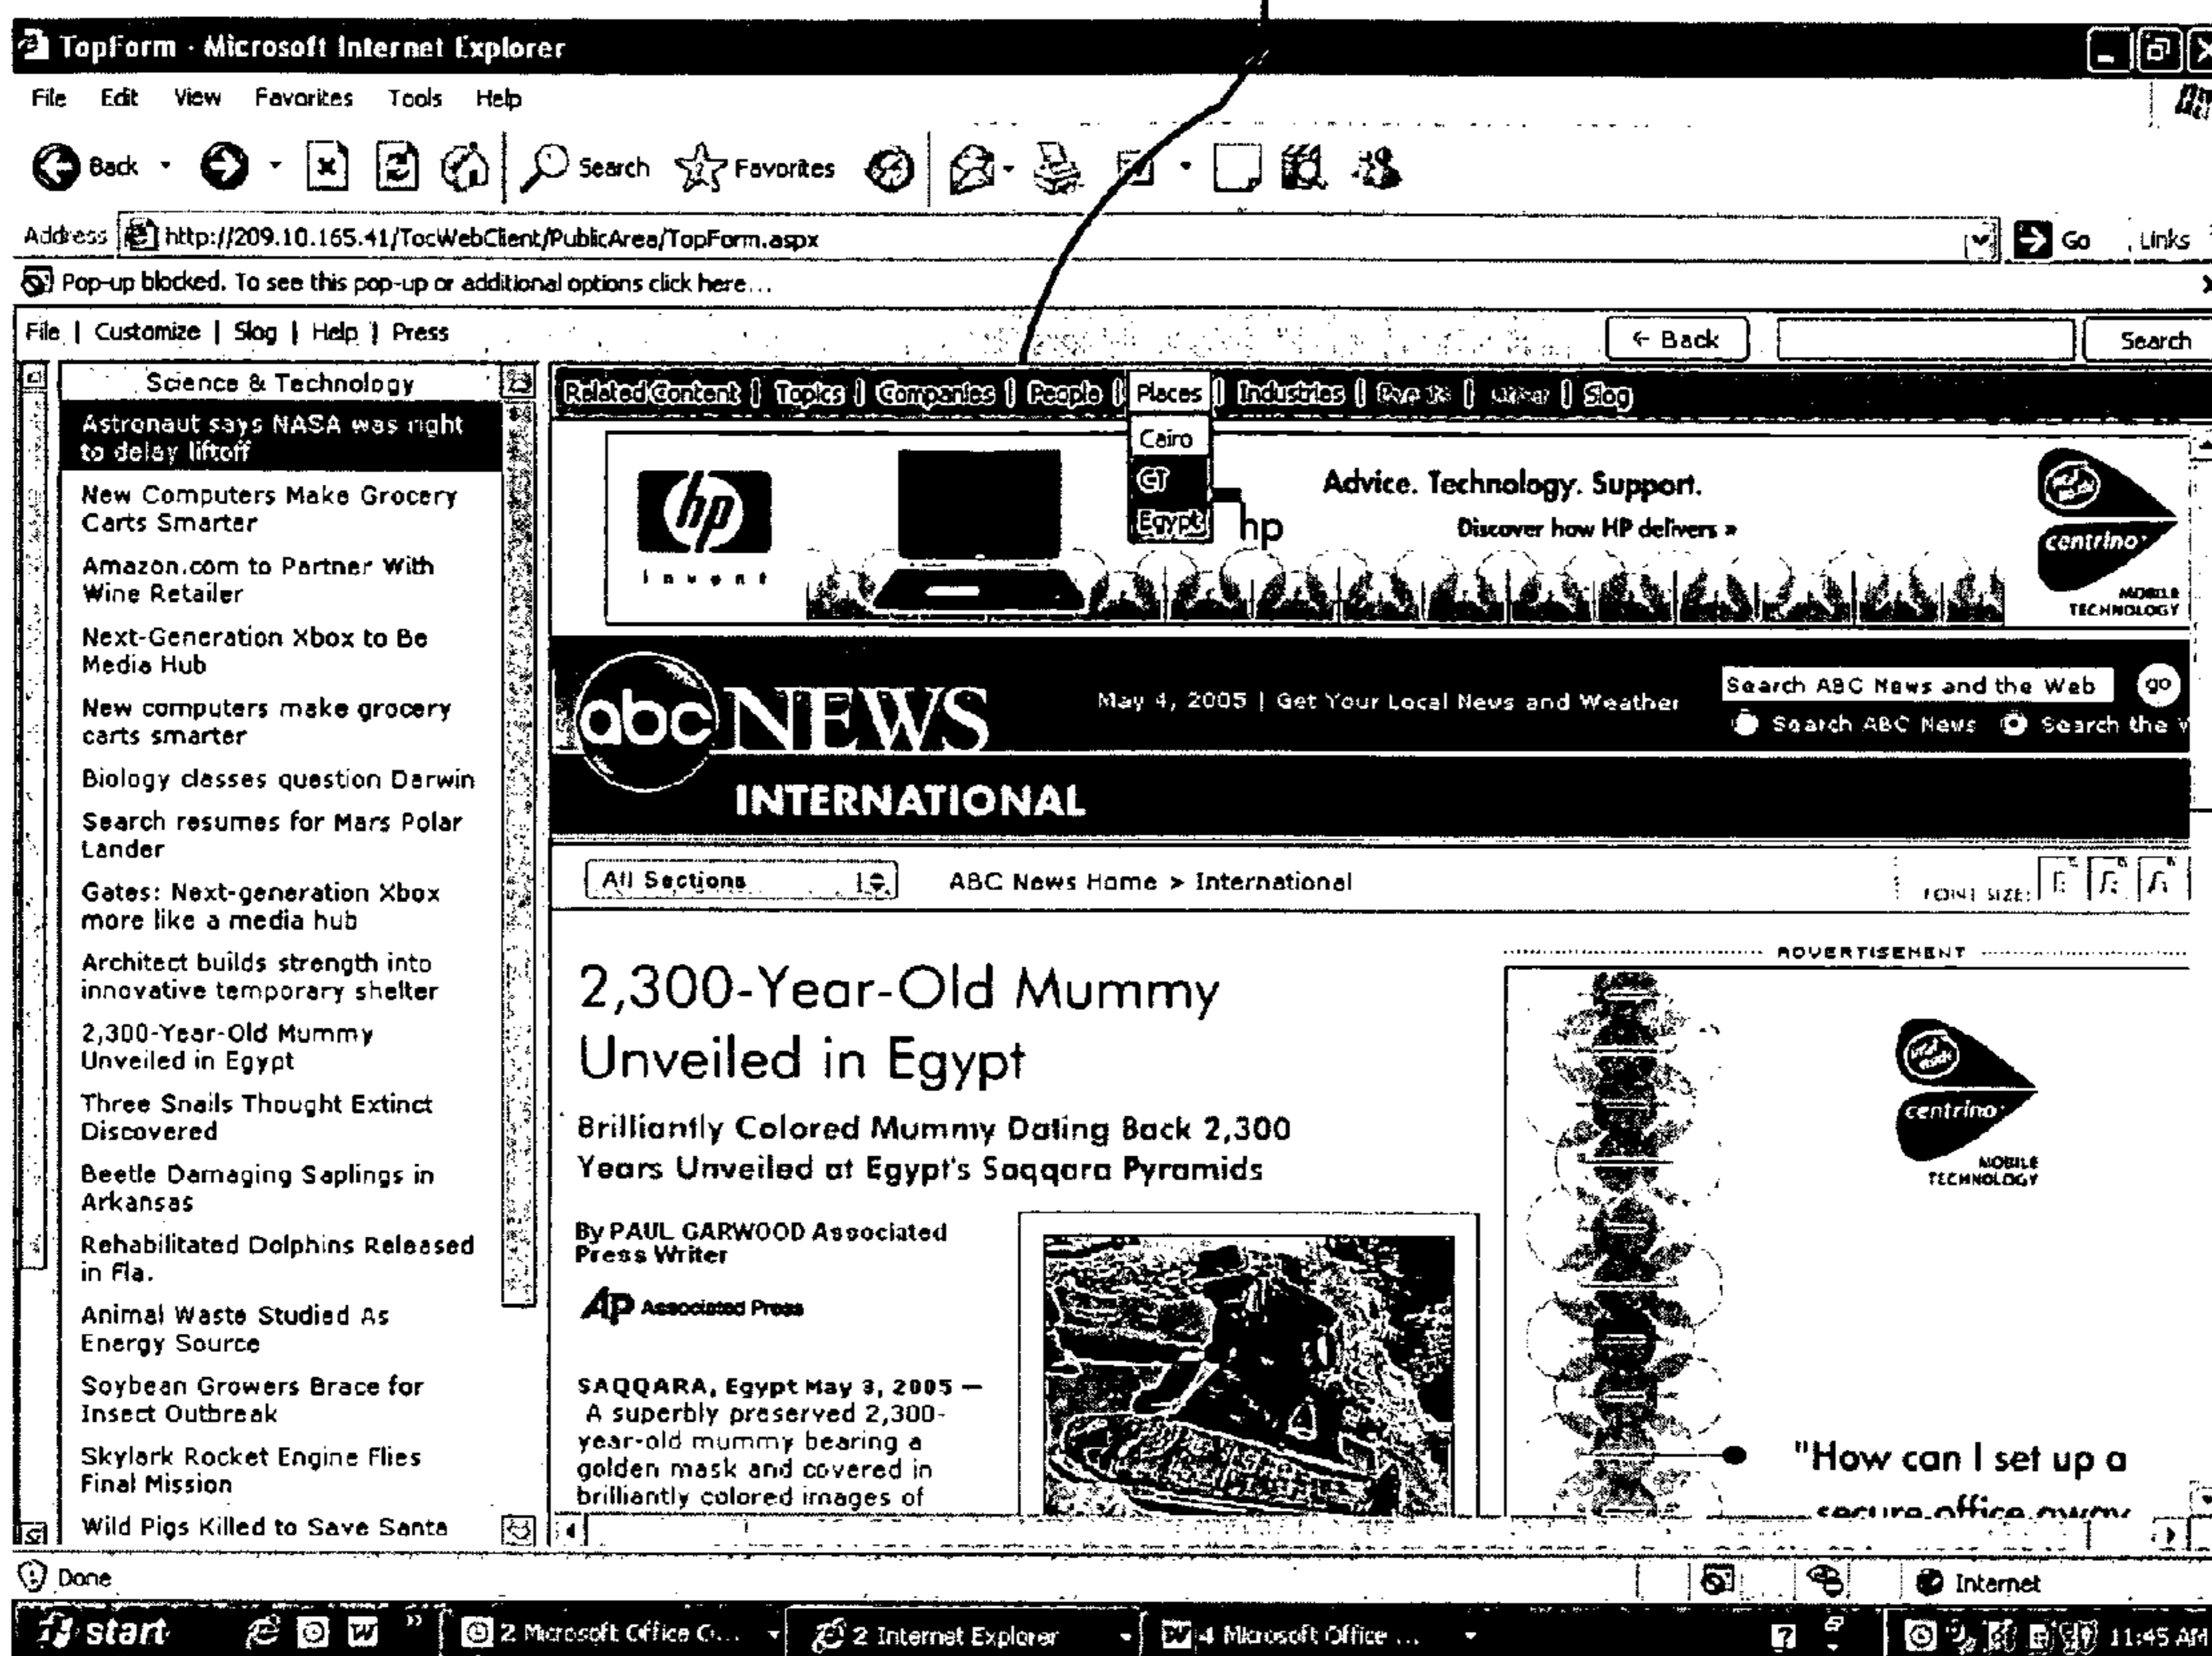 TopForm - Microsoft Internet Explorer
File Edit View Favorites Tools Help
Back Search Favorites
Address http://209.10.165.41/TocWebClient/PublicArea/TopForm.aspx Go Links
Pop-up blocked. To see this pop-up or additional options click here...
File | Customize | Slog | Help | Press ← Back Search
Science & Technology
Astronaut says NASA was right
to delay liftoff
New Computers Make Grocery
Carts Smarter
Amazon.com to Partner With
Wine Retailer
Next-Generation Xbox to Be
Media Hub
New computers make grocery
carts smarter
Biology classes question Darwin
Search resumes for Mars Polar
Lander
Gates: Next-generation Xbox
more like a media hub
Architect builds strength into
innovative temporary shelter
2,300-Year-Old Mummy
Unveiled in Egypt
Three Snails Thought Extinct
Discovered
Beetle Damaging Saplings in
Arkansas
Rehabilitated Dolphins Released
in Fla.
Animal Waste Studied As
Energy Source
Soybean Growers Brace for
Insect Outbreak
Skylark Rocket Engine Flies
Final Mission
Wild Pigs Killed to Save Santa
Related Content | Topics | Companies | People | Places | Industries | Slog
Cairo
CT
Egypt
hp
invent
hp
Advice. Technology. Support.
Discover how HP delivers »
centrino
MOBILE
TECHNOLOGY
abc NEWS
May 4, 2005 | Get Your Local News and Weather
Search ABC News and the Web go
Search ABC News Search the
INTERNATIONAL
All Sections ABC News Home > International FONT SIZE:
2,300-Year-Old Mummy
Unveiled in Egypt
Brilliantly Colored Mummy Dating Back 2,300
Years Unveiled at Egypt's Saqqara Pyramids
By PAUL GARWOOD Associated
Press Writer
AP Associated Press
SAQQARA, Egypt May 3, 2005 —
A superbly preserved 2,300-
year-old mummy bearing a
golden mask and covered in
brilliantly colored images of
ADVERTISEMENT
centrino
MOBILE
TECHNOLOGY
"How can I set up a
secure office away
Done Internet
start 2 Microsoft Office O... 2 Internet Explorer 4 Microsoft Office ... 11:45 AM